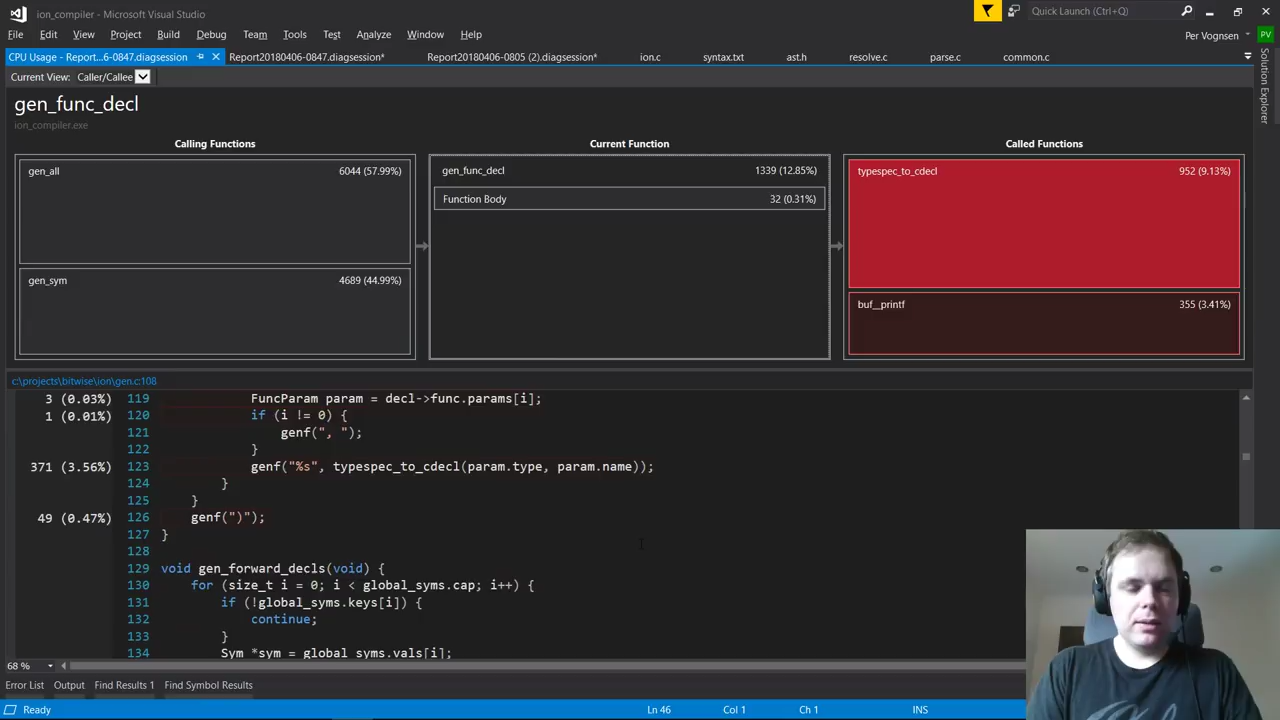 ion_compiler - Microsoft Visual Studio
Quick Launch (Ctrl+Q)
File Edit View Project Build Debug Team Tools Test Analyze Window Help
Per Vognsen
PV
CPU Usage - Report...6-0847.diagsession
Report20180406-0847.diagsession*
Report20180406-0805 (2).diagsession*
ion.c
syntax.txt
ast.h
resolve.c
parse.c
common.c
Solution Explorer
Current View: Caller/Callee
gen_func_decl
ion_compiler.exe
Calling Functions
Current Function
Called Functions
gen_all 6044 (57.99%)
gen_sym 4689 (44.99%)
gen_func_decl 1339 (12.85%)
Function Body 32 (0.31%)
typespec_to_cdecl 952 (9.13%)
buf__printf 355 (3.41%)
c:\projects\bitwise\ion\gen.c:108
3 (0.03%) 119 FuncParam param = decl->func.params[i];
1 (0.01%) 120 if (i != 0) {
121 genf(", ");
122 }
371 (3.56%) 123 genf("%s", typespec_to_cdecl(param.type, param.name));
124 }
125 }
49 (0.47%) 126 genf(")");
127 }
128
129 void gen_forward_decls(void) {
130 for (size_t i = 0; i < global_syms.cap; i++) {
131 if (!global_syms.keys[i]) {
132 continue;
133 }
134 Sym *sym = global_syms.vals[i];
68 %
Error List Output Find Results 1 Find Symbol Results
Ready Ln 46 Col 1 Ch 1 INS